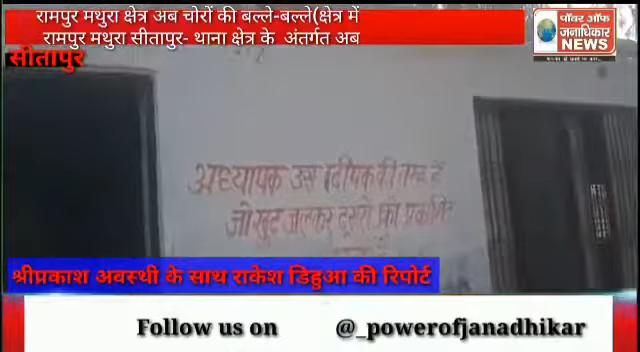 रामपुर मथुरा क्षेत्र अब चोरों की बल्ले-बल्ले(क्षेत्र में
रामपुर मथुरा सीतापुर- थाना क्षेत्र के अंतर्गत अब
पॉवर ऑफ
जनाधिकार
NEWS
सीतापुर
अध्यापक उस दीपक की तरह है
जो खुद जलकर दूसरों को
श्रीप्रकाश अवस्थी के साथ राकेश डिहुआ की रिपोर्ट
Follow us on @_powerofjanadhikar